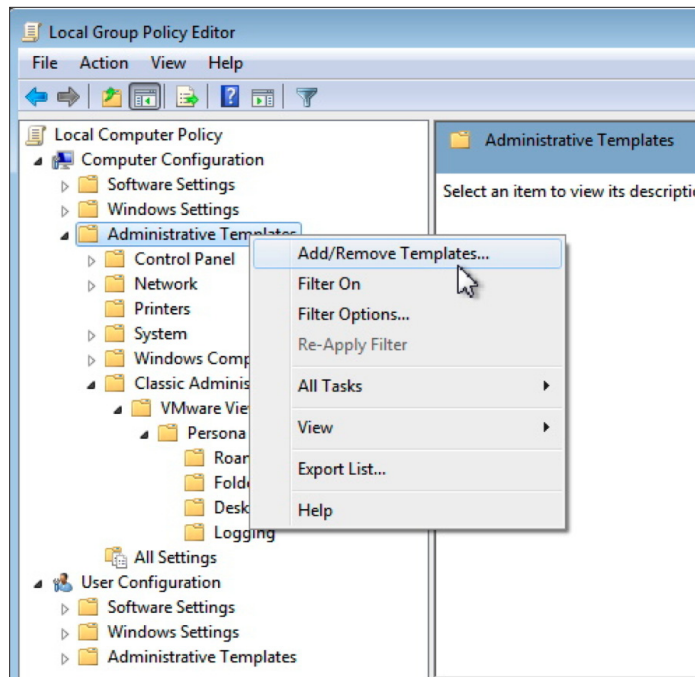 Local Group Policy Editor
File Action View Help
Local Computer Policy
Computer Configuration
Software Settings
Windows Settings
Administrative Templates
Control Panel
Network
Printers
System
Windows Comp
Classic Adminis
VMware Vie
Persona
Roar
Fold
Desk
Logging
All Settings
User Configuration
Software Settings
Windows Settings
Administrative Templates
Add/Remove Templates...
Filter On
Filter Options...
Re-Apply Filter
All Tasks
View
Export List...
Help
Administrative Templates
Select an item to view its descripti